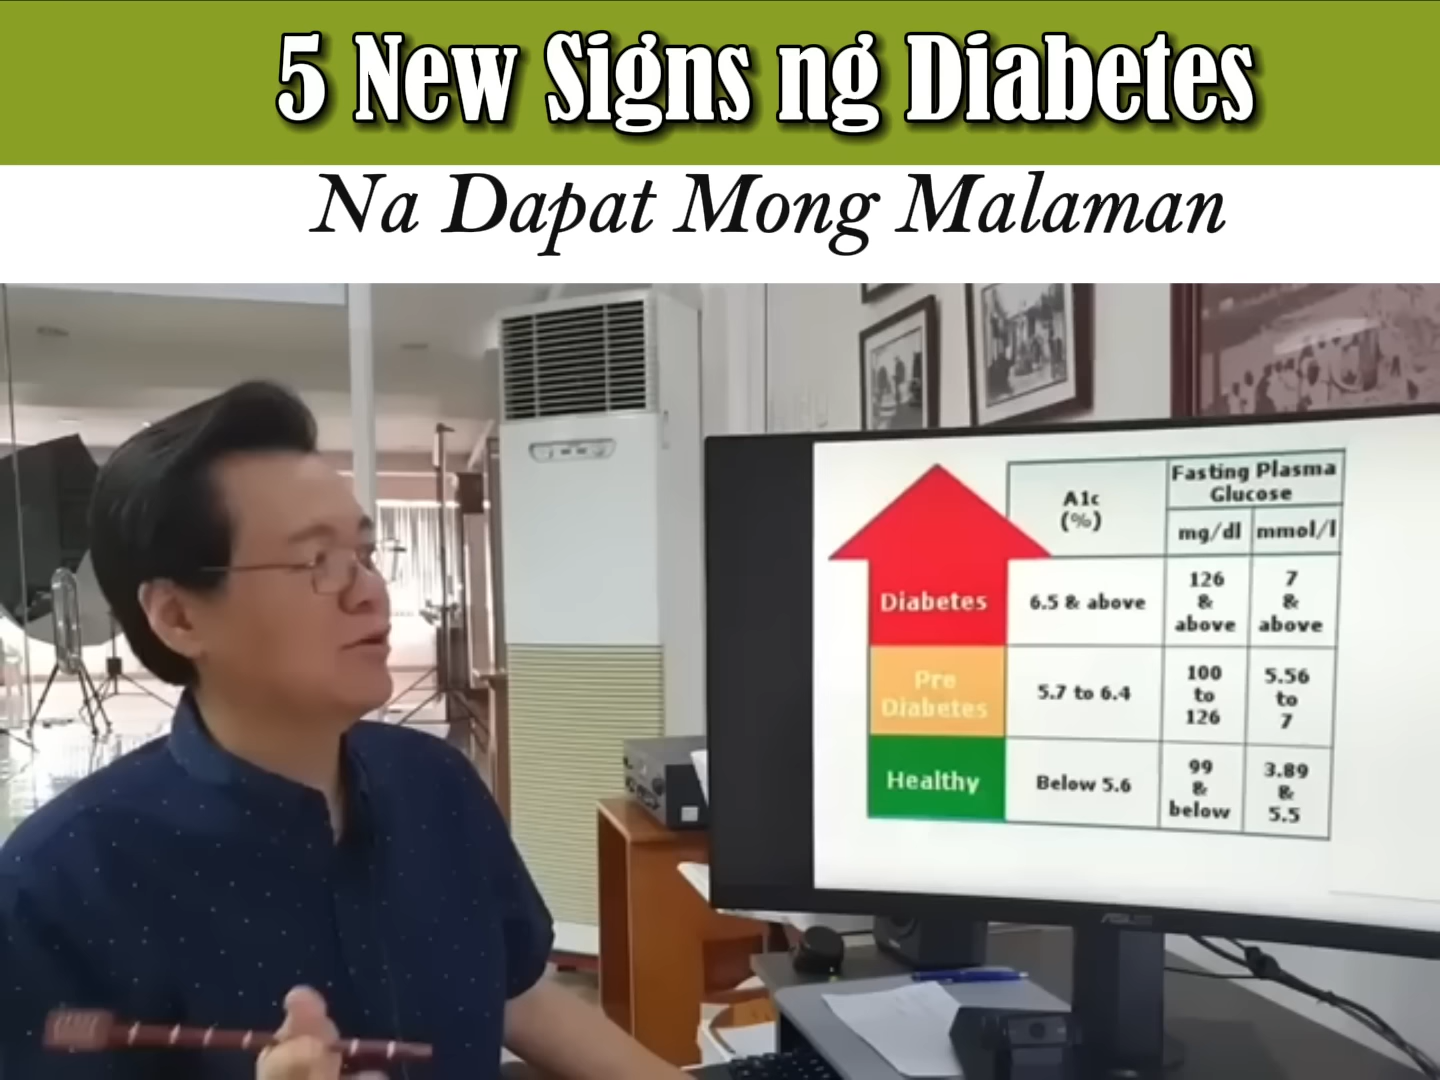 5 New Signs ng Diabetes
Na Dapat Mong Malaman
A1c
(%)
Fasting Plasma
Glucose
mg/dl
mmol/l
Diabetes
6.5 & above
126
&
above
7
&
above
Pre
Diabetes
5.7 to 6.4
100
to
126
5.56
to
7
Healthy
Below 5.6
99
&
below
3.89
&
5.5
ASUS